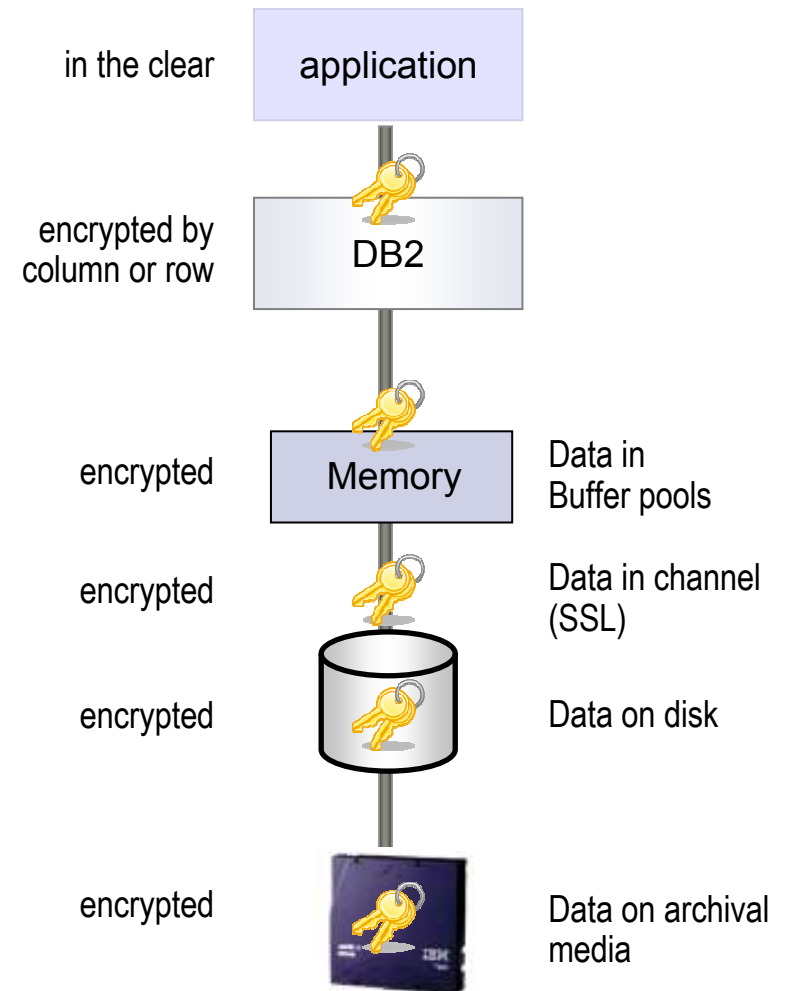 in the clear
application
encrypted by
column or row
DB2
encrypted
Memory
Data in
Buffer pools
encrypted
Data in channel
(SSL)
encrypted
Data on disk
encrypted
IBM
Data on archival
media